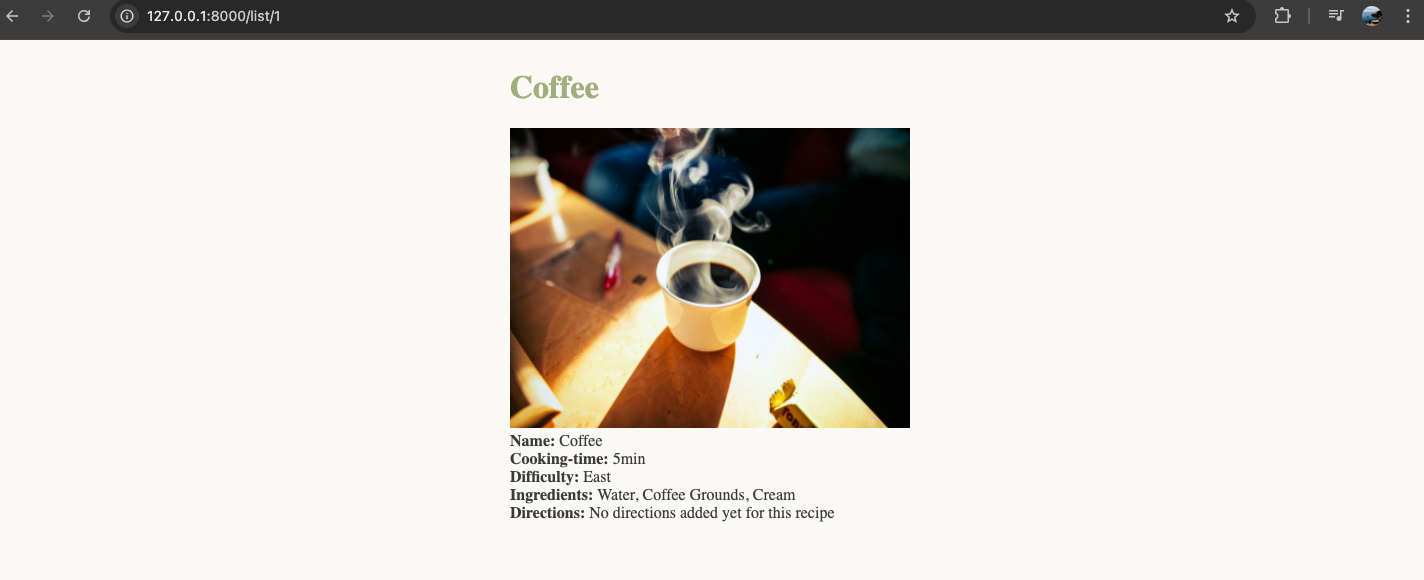 127.0.0.1:8000/list/1
Coffee
Name: Coffee
Cooking-time: 5min
Difficulty: East
Ingredients: Water, Coffee Grounds, Cream
Directions: No directions added yet for this recipe